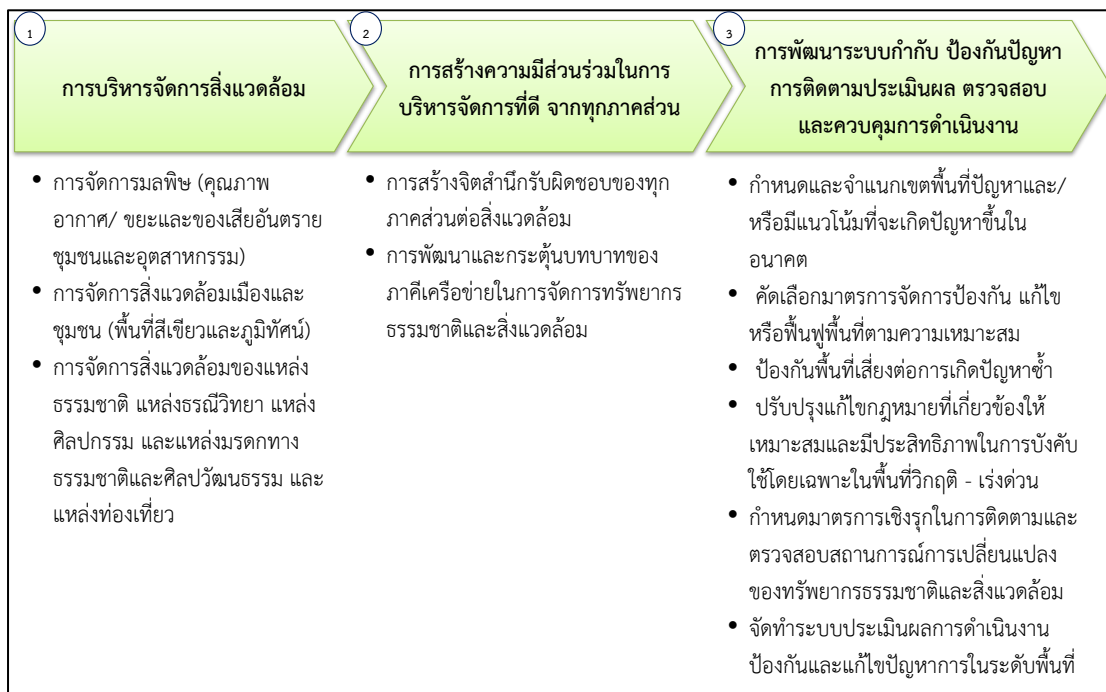 1
การบริหารจัดการสิ่งแวดล้อม
• การจัดการมลพิษ (คุณภาพ
อากาศ/ ขยะและของเสียอันตราย
ชุมชนและอุตสาหกรรม)
• การจัดการสิ่งแวดล้อมเมืองและ
ชุมชน (พื้นที่สีเขียวและภูมิทัศน์)
• การจัดการสิ่งแวดล้อมของแหล่ง
ธรรมชาติ แหล่งธรณีวิทยา แหล่ง
ศิลปกรรม และแหล่งมรดกทาง
ธรรมชาติและศิลปวัฒนธรรม และ
แหล่งท่องเที่ยว
2
การสร้างความมีส่วนร่วมในการ
บริหารจัดการที่ดี จากทุกภาคส่วน
• การสร้างจิตสำนึกรับผิดชอบของทุก
ภาคส่วนต่อสิ่งแวดล้อม
• การพัฒนาและกระตุ้นบทบาทของ
ภาคีเครือข่ายในการจัดการทรัพยากร
ธรรมชาติและสิ่งแวดล้อม
3
การพัฒนาระบบกำกับ ป้องกันปัญหา
การติดตามประเมินผล ตรวจสอบ
และควบคุมการดำเนินงาน
• กำหนดและจำแนกเขตพื้นที่ปัญหาและ/
หรือมีแนวโน้มที่จะเกิดปัญหาขึ้นใน
อนาคต
• คัดเลือกมาตรการจัดการป้องกัน แก้ไข
หรือฟื้นฟูพื้นที่ตามความเหมาะสม
• ป้องกันพื้นที่เสี่ยงต่อการเกิดปัญหาซ้ำ
• ปรับปรุงแก้ไขกฎหมายที่เกี่ยวข้องให้
เหมาะสมและมีประสิทธิภาพในการบังคับ
ใช้โดยเฉพาะในพื้นที่วิกฤติ - เร่งด่วน
• กำหนดมาตรการเชิงรุกในการติดตามและ
ตรวจสอบสถานการณ์การเปลี่ยนแปลง
ของทรัพยากรธรรมชาติและสิ่งแวดล้อม
• จัดทำระบบประเมินผลการดำเนินงาน
ป้องกันและแก้ไขปัญหาการในระดับพื้นที่